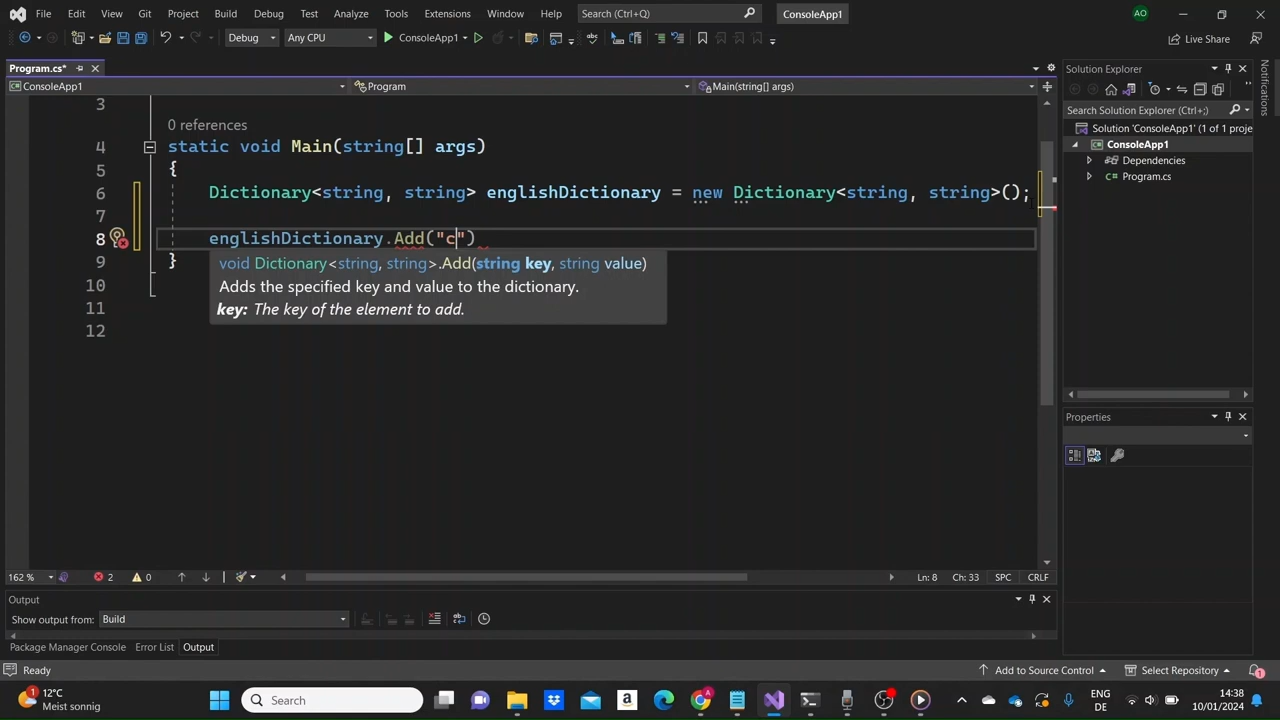 File Edit View Git Project Build Debug Test Analyze Tools Extensions Window Help Search (Ctrl+Q) ConsoleApp1 AO
Debug Any CPU ConsoleApp1 Live Share
Program.cs*
ConsoleApp1 Program Main(string[] args)
3
0 references
4 static void Main(string[] args)
5 {
6 Dictionary<string, string> englishDictionary = new Dictionary<string, string>();
7
8 englishDictionary.Add("c")
9 }
void Dictionary<string, string>.Add(string key, string value)
Adds the specified key and value to the dictionary.
key: The key of the element to add.
10
11
12
162 % 2 0 Ln: 8 Ch: 33 SPC CRLF
Output
Show output from: Build
Package Manager Console Error List Output
Solution Explorer
Search Solution Explorer (Ctrl+;)
Solution 'ConsoleApp1' (1 of 1 proje
ConsoleApp1
Dependencies
C# Program.cs
Properties
Notifications
Ready Add to Source Control Select Repository 1
1 12°C
Meist sonnig
Search
ENG
DE
14:38
10/01/2024